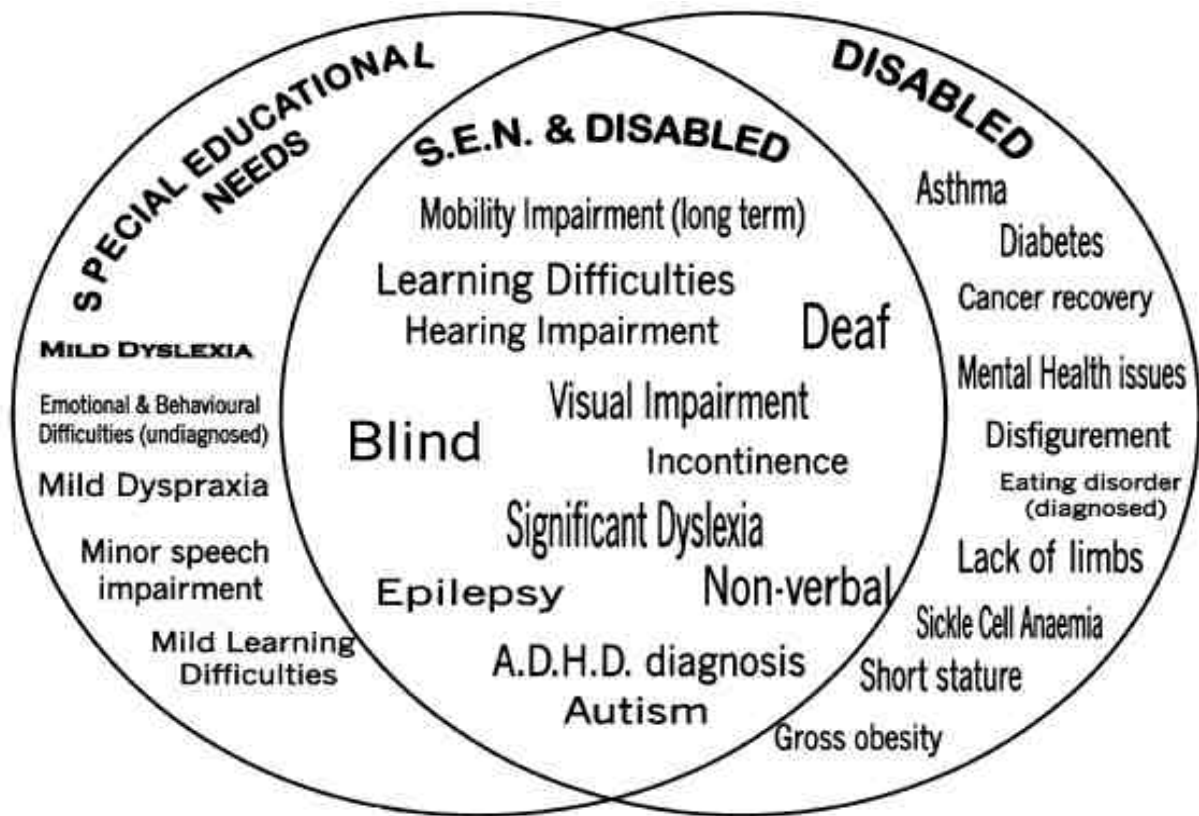 SPECIAL EDUCATIONAL
NEEDS
MILD DYSLEXIA
Emotional & Behavioural
Difficulties (undiagnosed)
Mild Dyspraxia
Minor speech
impairment
Mild Learning
Difficulties
S.E.N. & DISABLED
Mobility Impairment (long term)
Learning Difficulties
Hearing Impairment
Deaf
Visual Impairment
Blind
Incontinence
Significant Dyslexia
Epilepsy
Non-verbal
A.D.H.D. diagnosis
Autism
DISABLED
Asthma
Diabetes
Cancer recovery
Mental Health issues
Disfigurement
Eating disorder
(diagnosed)
Lack of limbs
Sickle Cell Anaemia
Short stature
Gross obesity